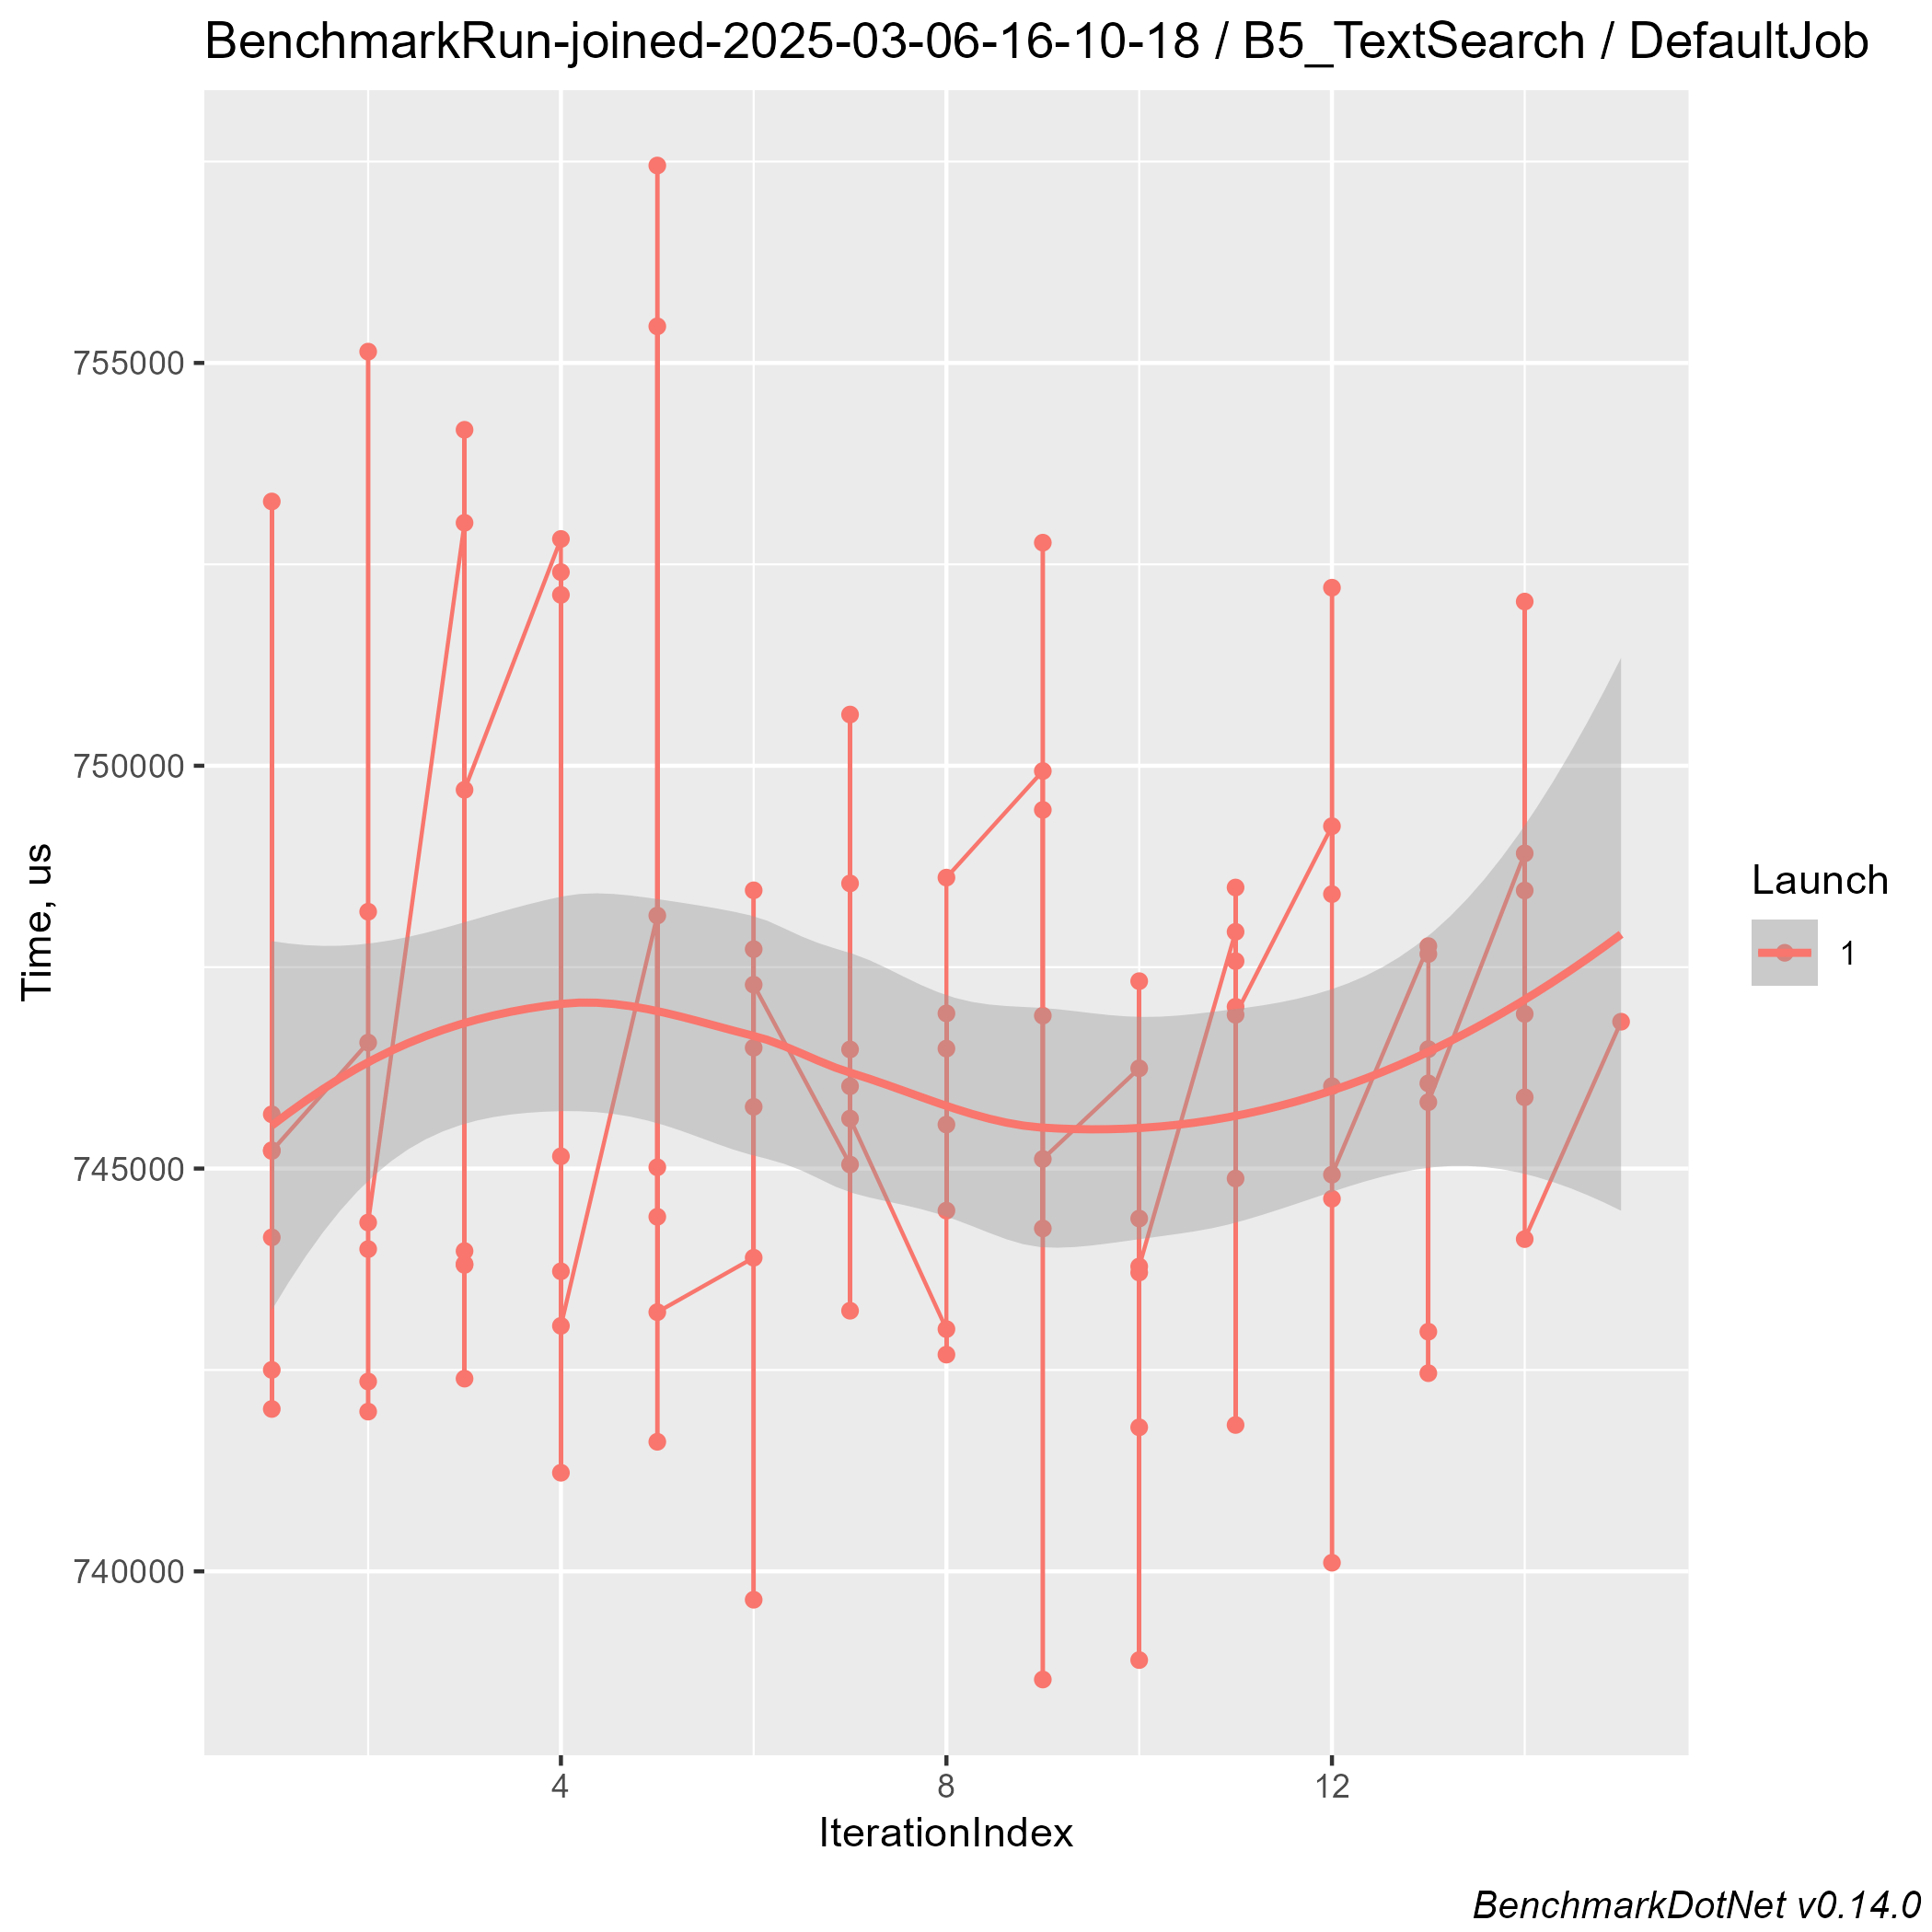 BenchmarkRun-joined-2025-03-06-16-10-18 / B5_TextSearch / DefaultJob
755000
750000
745000
740000
Time, us
4
8
12
IterationIndex
Launch
1
BenchmarkDotNet v0.14.0